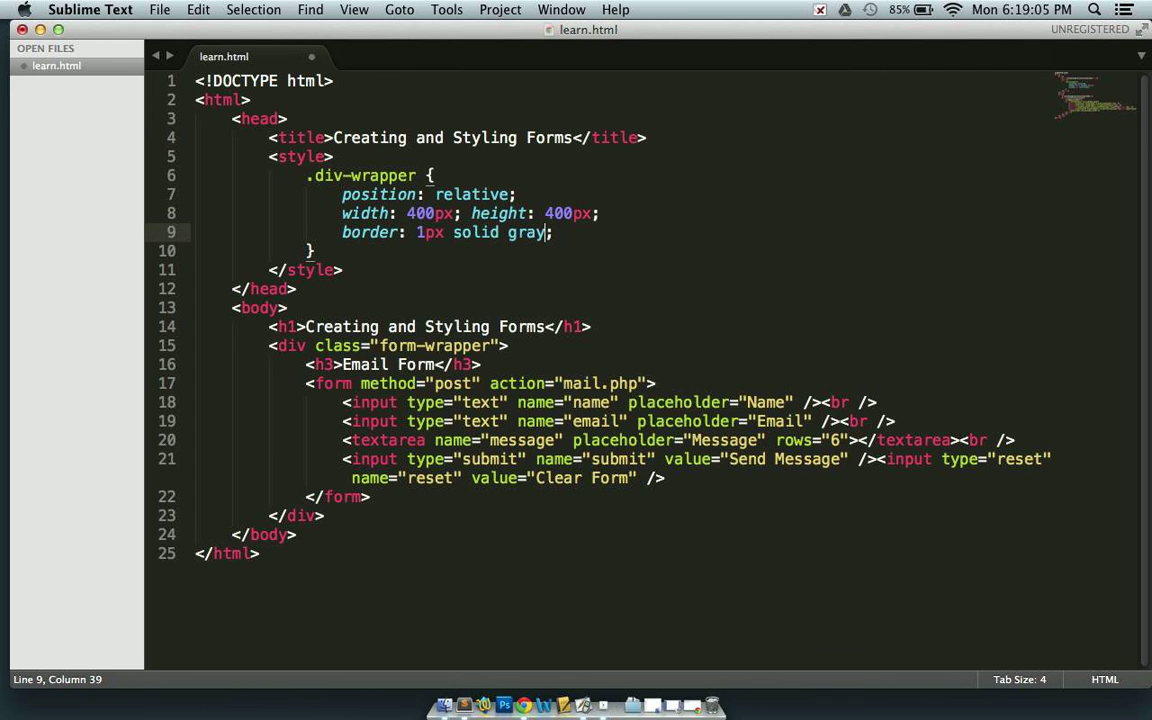 Sublime Text File Edit Selection Find View Goto Tools Project Window Help 85% Mon 6:19:05 PM
learn.html UNREGISTERED
OPEN FILES
learn.html
learn.html
1 <!DOCTYPE html>
2 <html>
3 <head>
4 <title>Creating and Styling Forms</title>
5 <style>
6 .div-wrapper {
7 position: relative;
8 width: 400px; height: 400px;
9 border: 1px solid gray;
10 }
11 </style>
12 </head>
13 <body>
14 <h1>Creating and Styling Forms</h1>
15 <div class="form-wrapper">
16 <h3>Email Form</h3>
17 <form method="post" action="mail.php">
18 <input type="text" name="name" placeholder="Name" /><br />
19 <input type="text" name="email" placeholder="Email" /><br />
20 <textarea name="message" placeholder="Message" rows="6"></textarea><br />
21 <input type="submit" name="submit" value="Send Message" /><input type="reset"
name="reset" value="Clear Form" />
22 </form>
23 </div>
24 </body>
25 </html>
Line 9, Column 39 Tab Size: 4 HTML
Ps